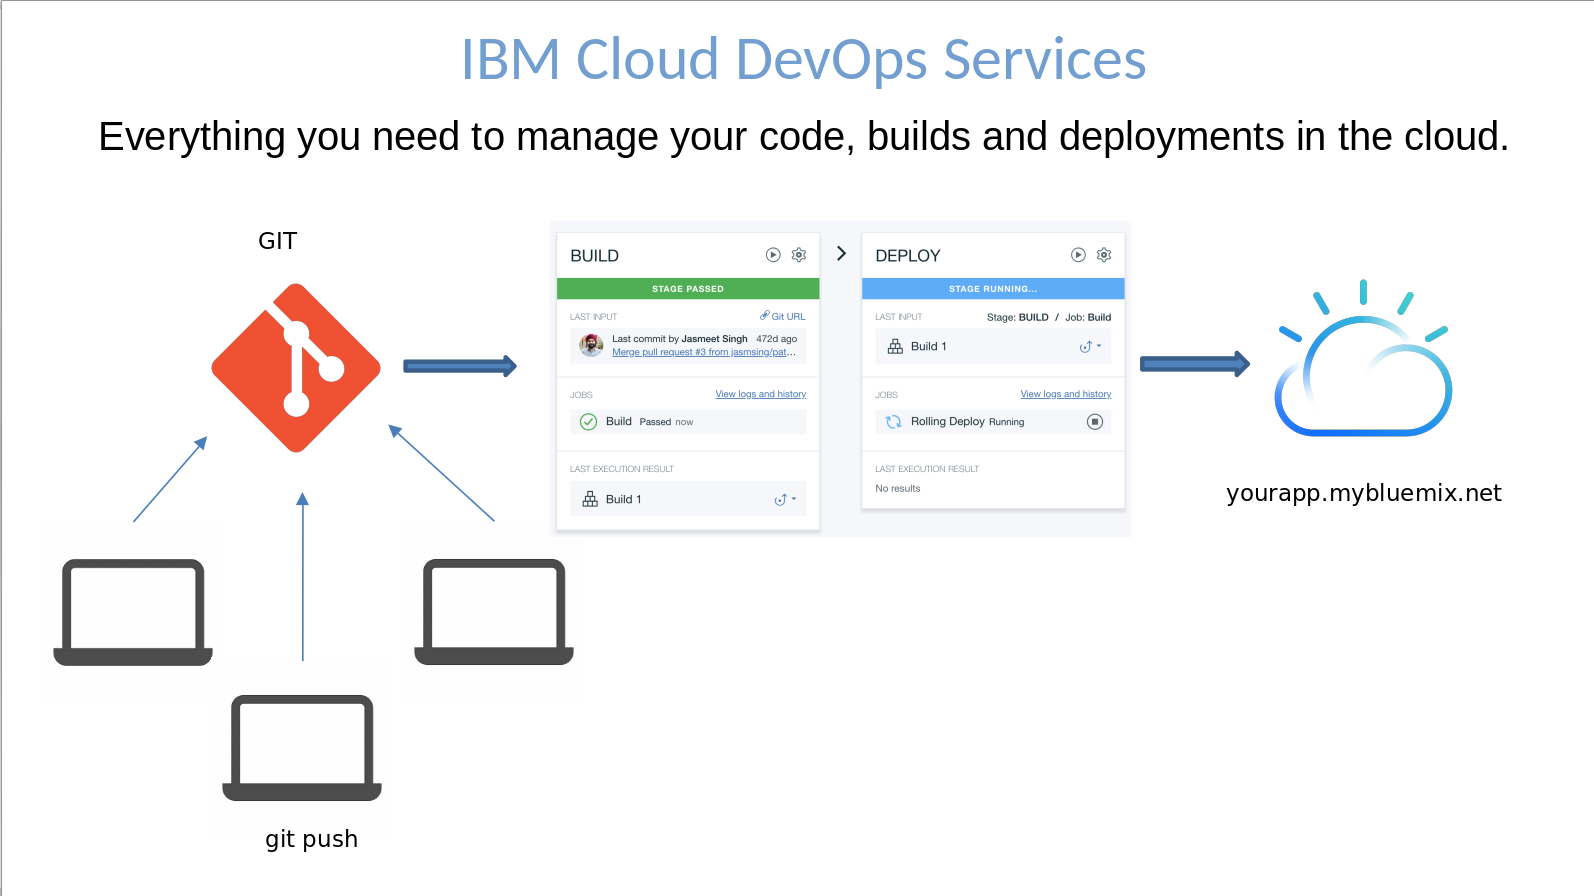 IBM Cloud DevOps Services
Everything you need to manage your code, builds and deployments in the cloud.
GIT
BUILD
STAGE PASSED
LAST INPUT
Git URL
Last commit by Jasmeet Singh 472d ago
Merge pull request #3 from jasmsing/pat...
JOBS
View logs and history
Build Passed now
LAST EXECUTION RESULT
Build 1
DEPLOY
STAGE RUNNING...
LAST INPUT
Stage: BUILD / Job: Build
Build 1
JOBS
View logs and history
Rolling Deploy Running
LAST EXECUTION RESULT
No results
yourapp.mybluemix.net
git push